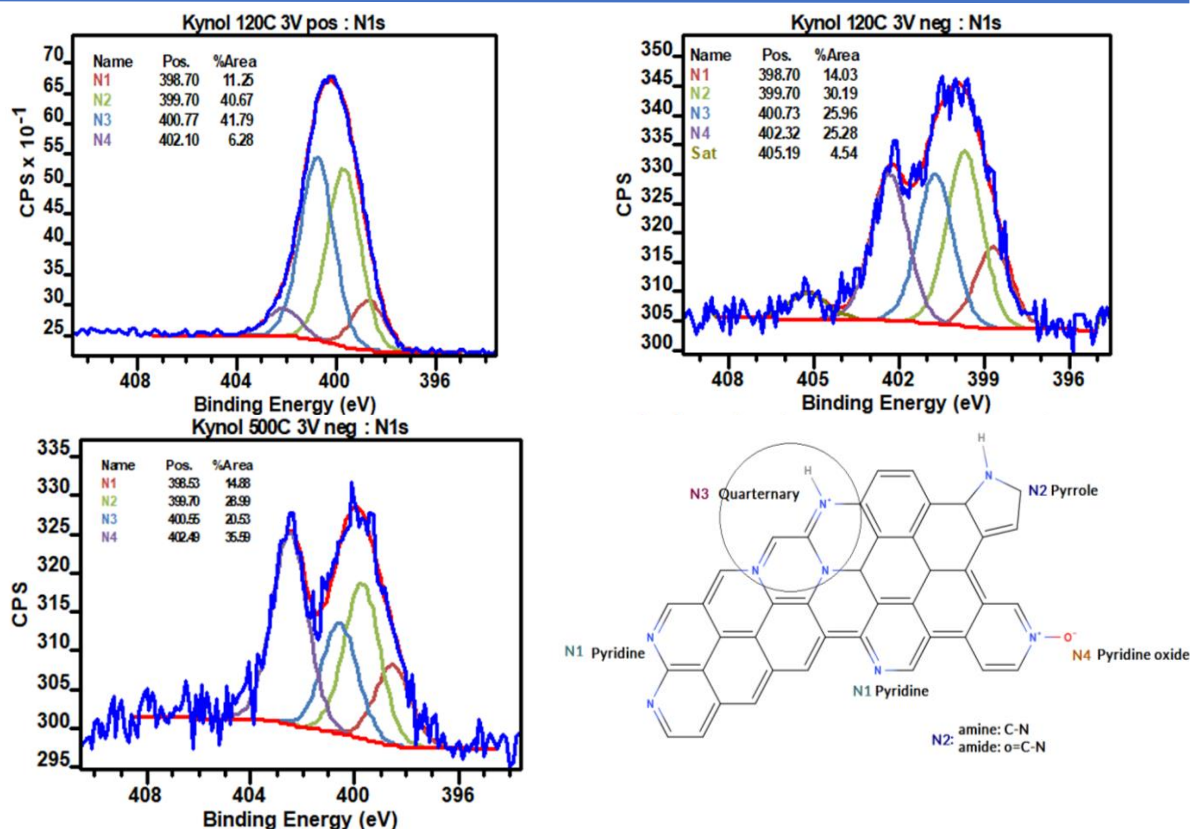 Kynol 120C 3V pos : N1s
Name Pos. %Area
N1 398.70 11.25
N2 399.70 40.67
N3 400.77 41.79
N4 402.10 6.28
70
65
60
55
50
45
40
35
30
25
CPS x 10⁻¹
408 404 400 396
Binding Energy (eV)
Kynol 120C 3V neg : N1s
Name Pos. %Area
N1 398.70 14.03
N2 399.70 30.19
N3 400.73 25.96
N4 402.32 25.28
Sat 405.19 4.54
350
345
340
335
330
325
320
315
310
305
300
CPS
408 405 402 399 396
Binding Energy (eV)
Kynol 500C 3V neg : N1s
Name Pos. %Area
N1 398.53 14.88
N2 399.70 28.99
N3 400.55 20.53
N4 402.49 35.59
335
330
325
320
315
310
305
300
295
CPS
408 404 400 396
Binding Energy (eV)
H
H
N3 Quarternary
N⁺
N
N2 Pyrrole
N
N
N1 Pyridine
N
N⁺
O⁻
N4 Pyridine oxide
N
N1 Pyridine
N
N2: amine: C-N
amide: o=C-N